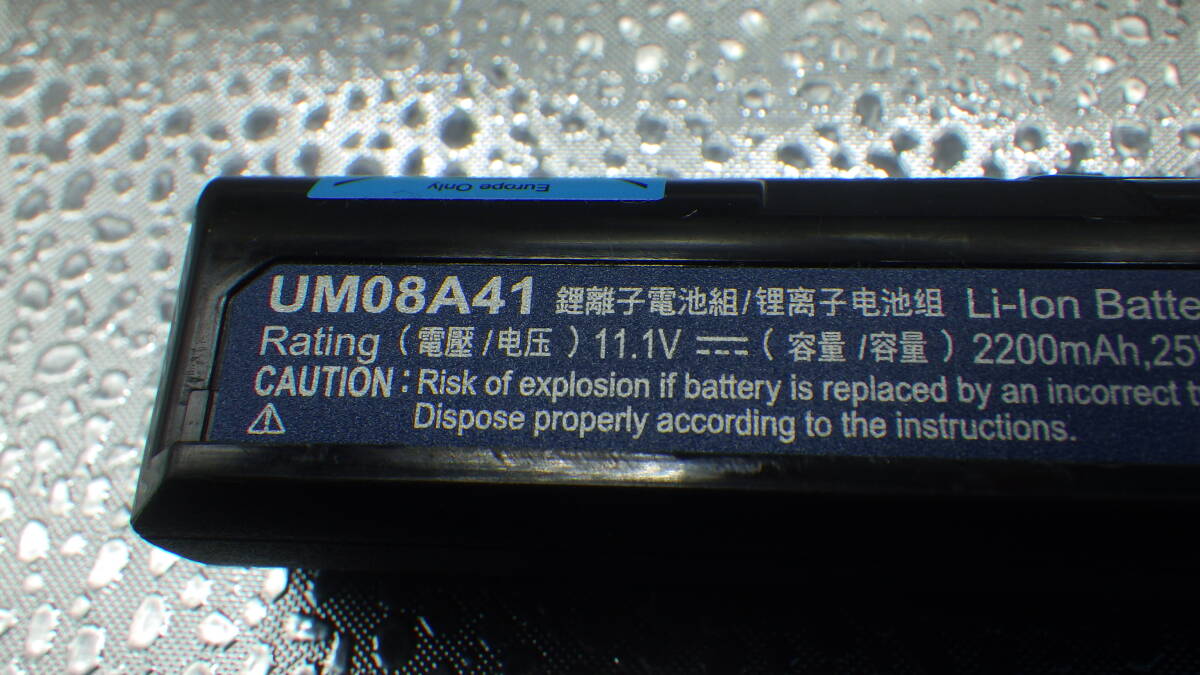 Europe Only
UM08A41 鋰離子電池組/锂离子电池组 Li-Ion Batte
Rating (電壓/电压) 11.1V ⎓ (容量/容量) 2200mAh,25
CAUTION: Risk of explosion if battery is replaced by an incorrect t
Dispose properly according to the instructions.